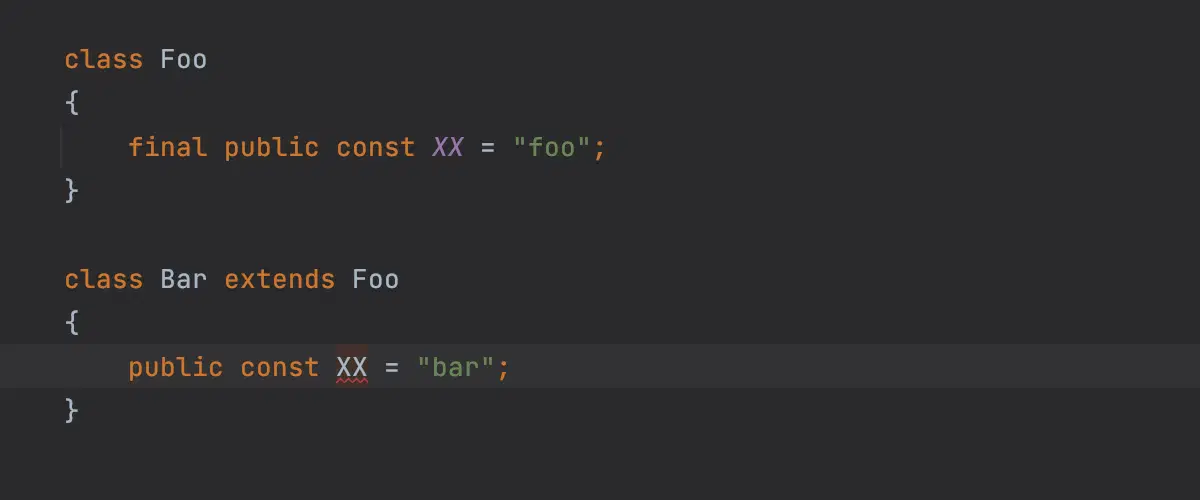 class Foo
{
    final public const XX = "foo";
}
class Bar extends Foo
{
    public const XX = "bar";
}